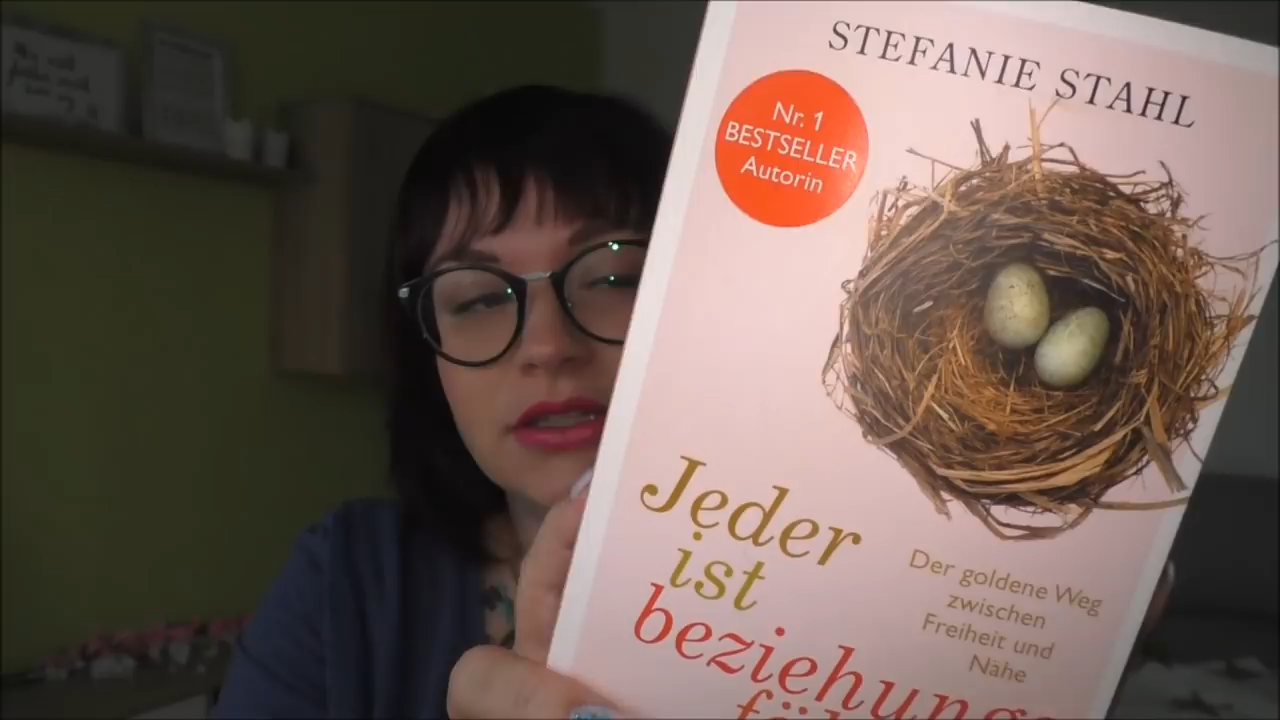 STEFANIE STAHL
Nr. 1
BESTSELLER
Autorin
Jeder
ist
beziehungs
Der goldene Weg
zwischen
Freiheit und
Nähe